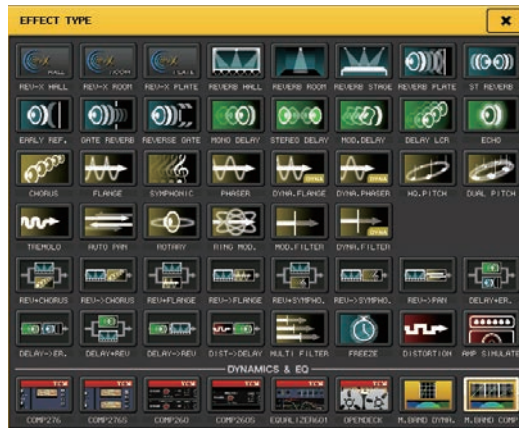 EFFECT TYPE
REV-X HALL REV-X ROOM REV-X PLATE REVERB HALL REVERB ROOM REVERB STAGE REVERB PLATE ST REVERB
EARLY REF. GATE REVERB REVERSE GATE MONO DELAY STEREO DELAY MOD.DELAY DELAY LCR ECHO
CHORUS FLANGE SYMPHONIC PHASER DYNA.FLANGE DYNA.PHASER HQ.PITCH DUAL PITCH
TREMOLO AUTO PAN ROTARY RING MOD. MOD.FILTER DYNA.FILTER
REV+CHORUS REV->CHORUS REV+FLANGE REV->FLANGE REV+SYMPHO. REV->SYMPHO. REV->PAN DELAY+ER.
DELAY->ER. DELAY+REV DELAY->REV DIST->DELAY MULTI FILTER FREEZE DISTORTION AMP SIMULATE
DYNAMICS & EQ
COMP276 COMP276S COMP260 COMP260S EQUALIZER601 OPENDECK M.BAND DYNA. M.BAND COMP